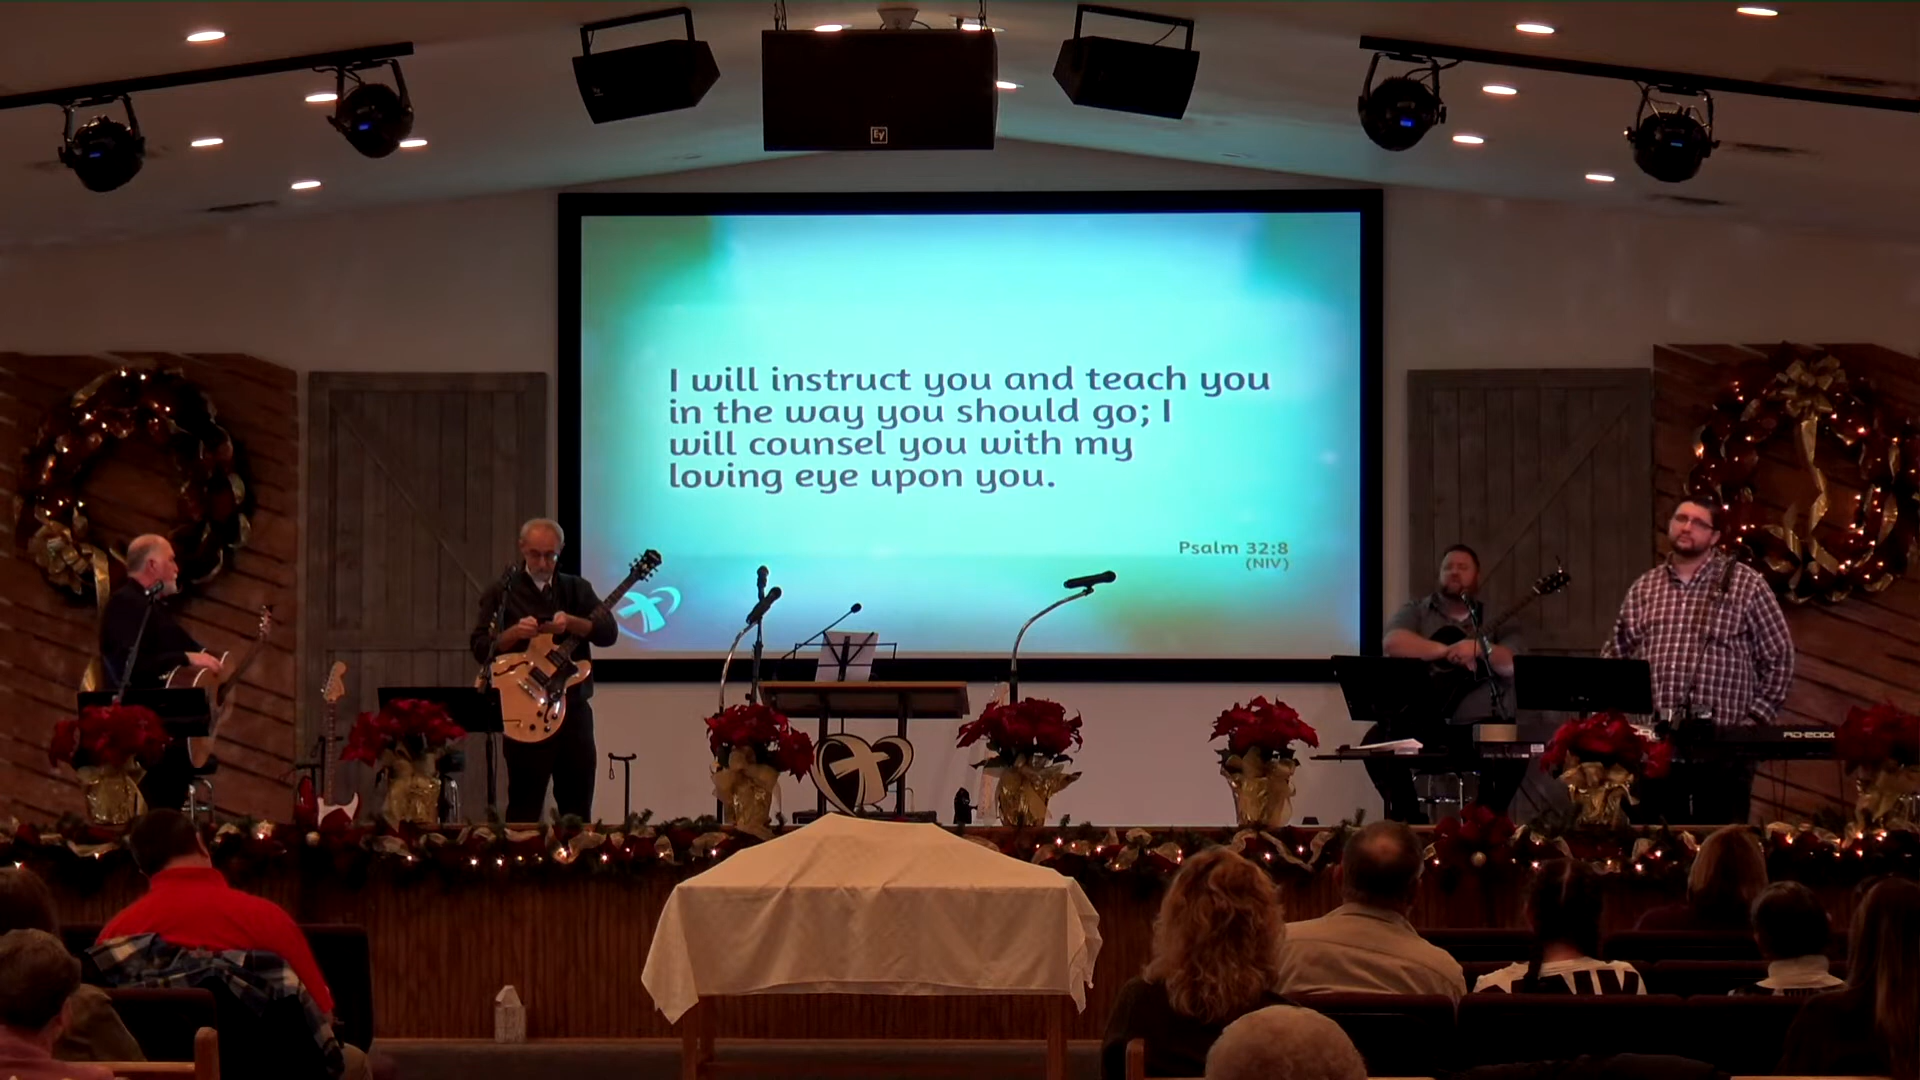 EV
I will instruct you and teach you
in the way you should go; I
will counsel you with my
loving eye upon you.
Psalm 32:8
(NIV)